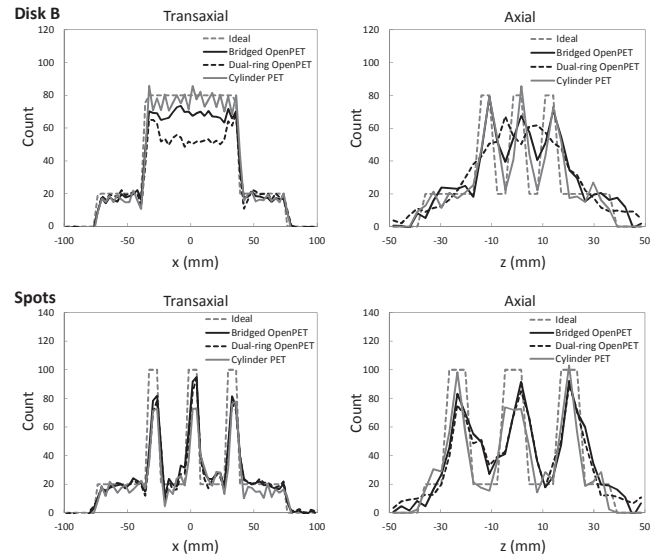 Disk B
Transaxial
120
100
80
60
40
20
0
Count
-100
-50
0
50
100
x (mm)
Ideal
Bridged OpenPET
Dual-ring OpenPET
Cylinder PET
Axial
120
100
80
60
40
20
0
Count
-50
-30
-10
10
30
50
z (mm)
Ideal
Bridged OpenPET
Dual-ring OpenPET
Cylinder PET
Spots
Transaxial
140
120
100
80
60
40
20
0
Count
-100
-50
0
50
100
x (mm)
Ideal
Bridged OpenPET
Dual-ring OpenPET
Cylinder PET
Axial
140
120
100
80
60
40
20
0
Count
-50
-30
-10
10
30
50
z (mm)
Ideal
Bridged OpenPET
Dual-ring OpenPET
Cylinder PET